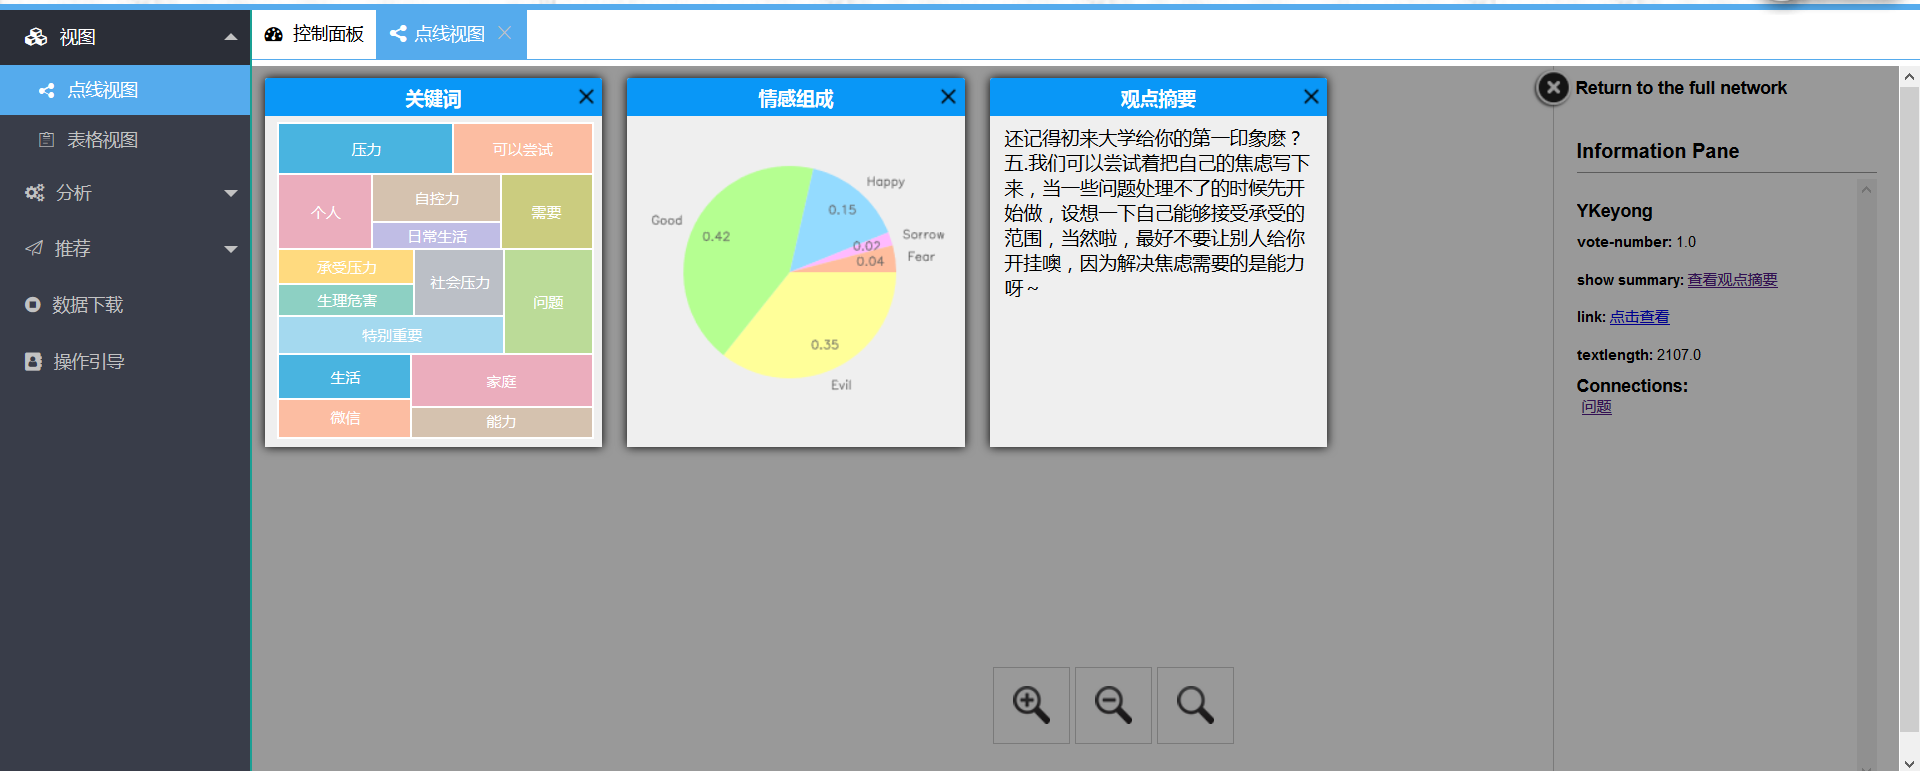 视图
点线视图
表格视图
分析
推荐
数据下载
操作引导
控制面板
点线视图
关键词
压力
可以尝试
个人
自控力
需要
日常生活
承受压力
社会压力
问题
生理危害
特别重要
生活
家庭
微信
能力
情感组成
Happy
0.15
Good
0.42
Sorrow
0.02
Fear
0.04
0.35
Evil
观点摘要
还记得初来大学给你的第一印象麽？
五.我们可以尝试着把自己的焦虑写下
来，当一些问题处理不了的时候先开
始做，设想一下自己能够接受承受的
范围，当然啦，最好不要让别人给你
开挂噢，因为解决焦虑需要的是能力
呀～
Return to the full network
Information Pane
YKeyong
vote-number: 1.0
show summary: 查看观点摘要
link: 点击查看
textlength: 2107.0
Connections:
问题